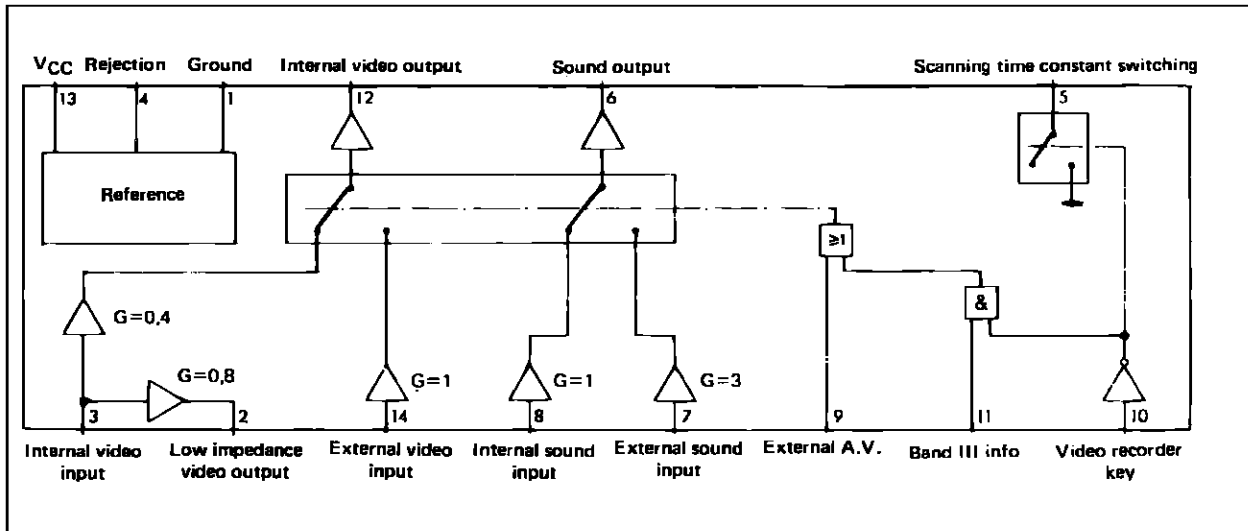 VCC Rejection Ground Internal video output Sound output Scanning time constant switching
13 4 1 12 6 5
Reference
≥1
&
G=0,4
G=0,8 G=1 G=1 G=3
3 2 14 8 7 9 11 10
Internal video input
Low impedance video output
External video input
Internal sound input
External sound input
External A.V.
Band III info
Video recorder key